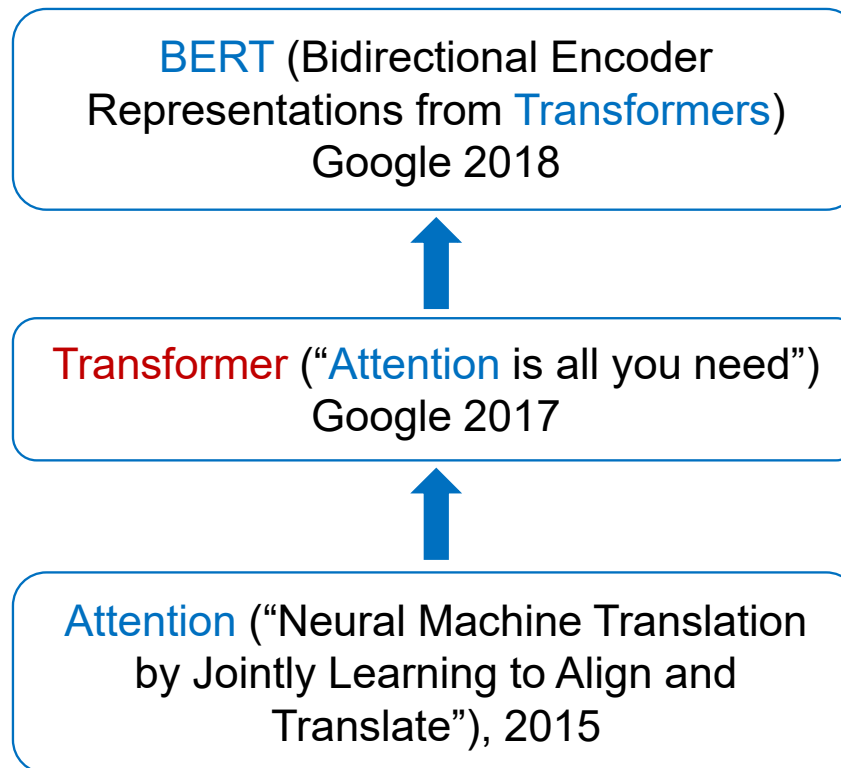 BERT (Bidirectional Encoder
Representations from Transformers)
Google 2018
Transformer (“Attention is all you need”)
Google 2017
Attention (“Neural Machine Translation
by Jointly Learning to Align and
Translate”), 2015